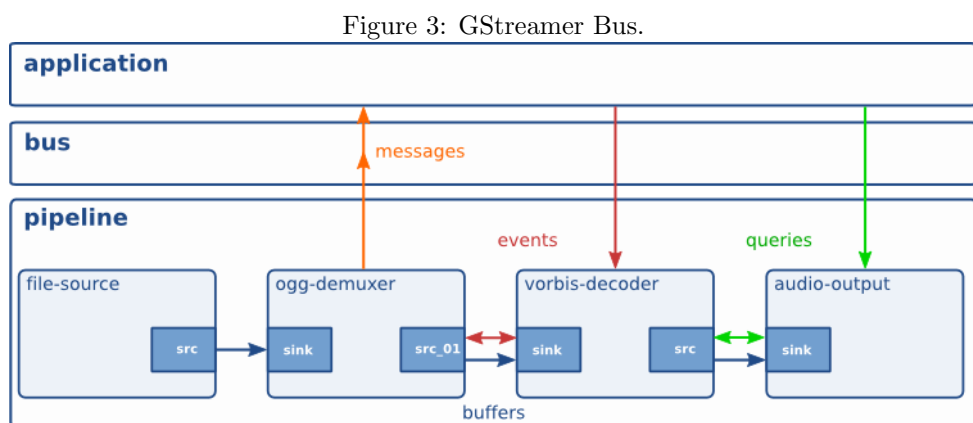 Figure 3: GStreamer Bus.
application
bus
messages
pipeline
events
queries
file-source
ogg-demuxer
vorbis-decoder
audio-output
src
sink
src_01
sink
src
sink
buffers